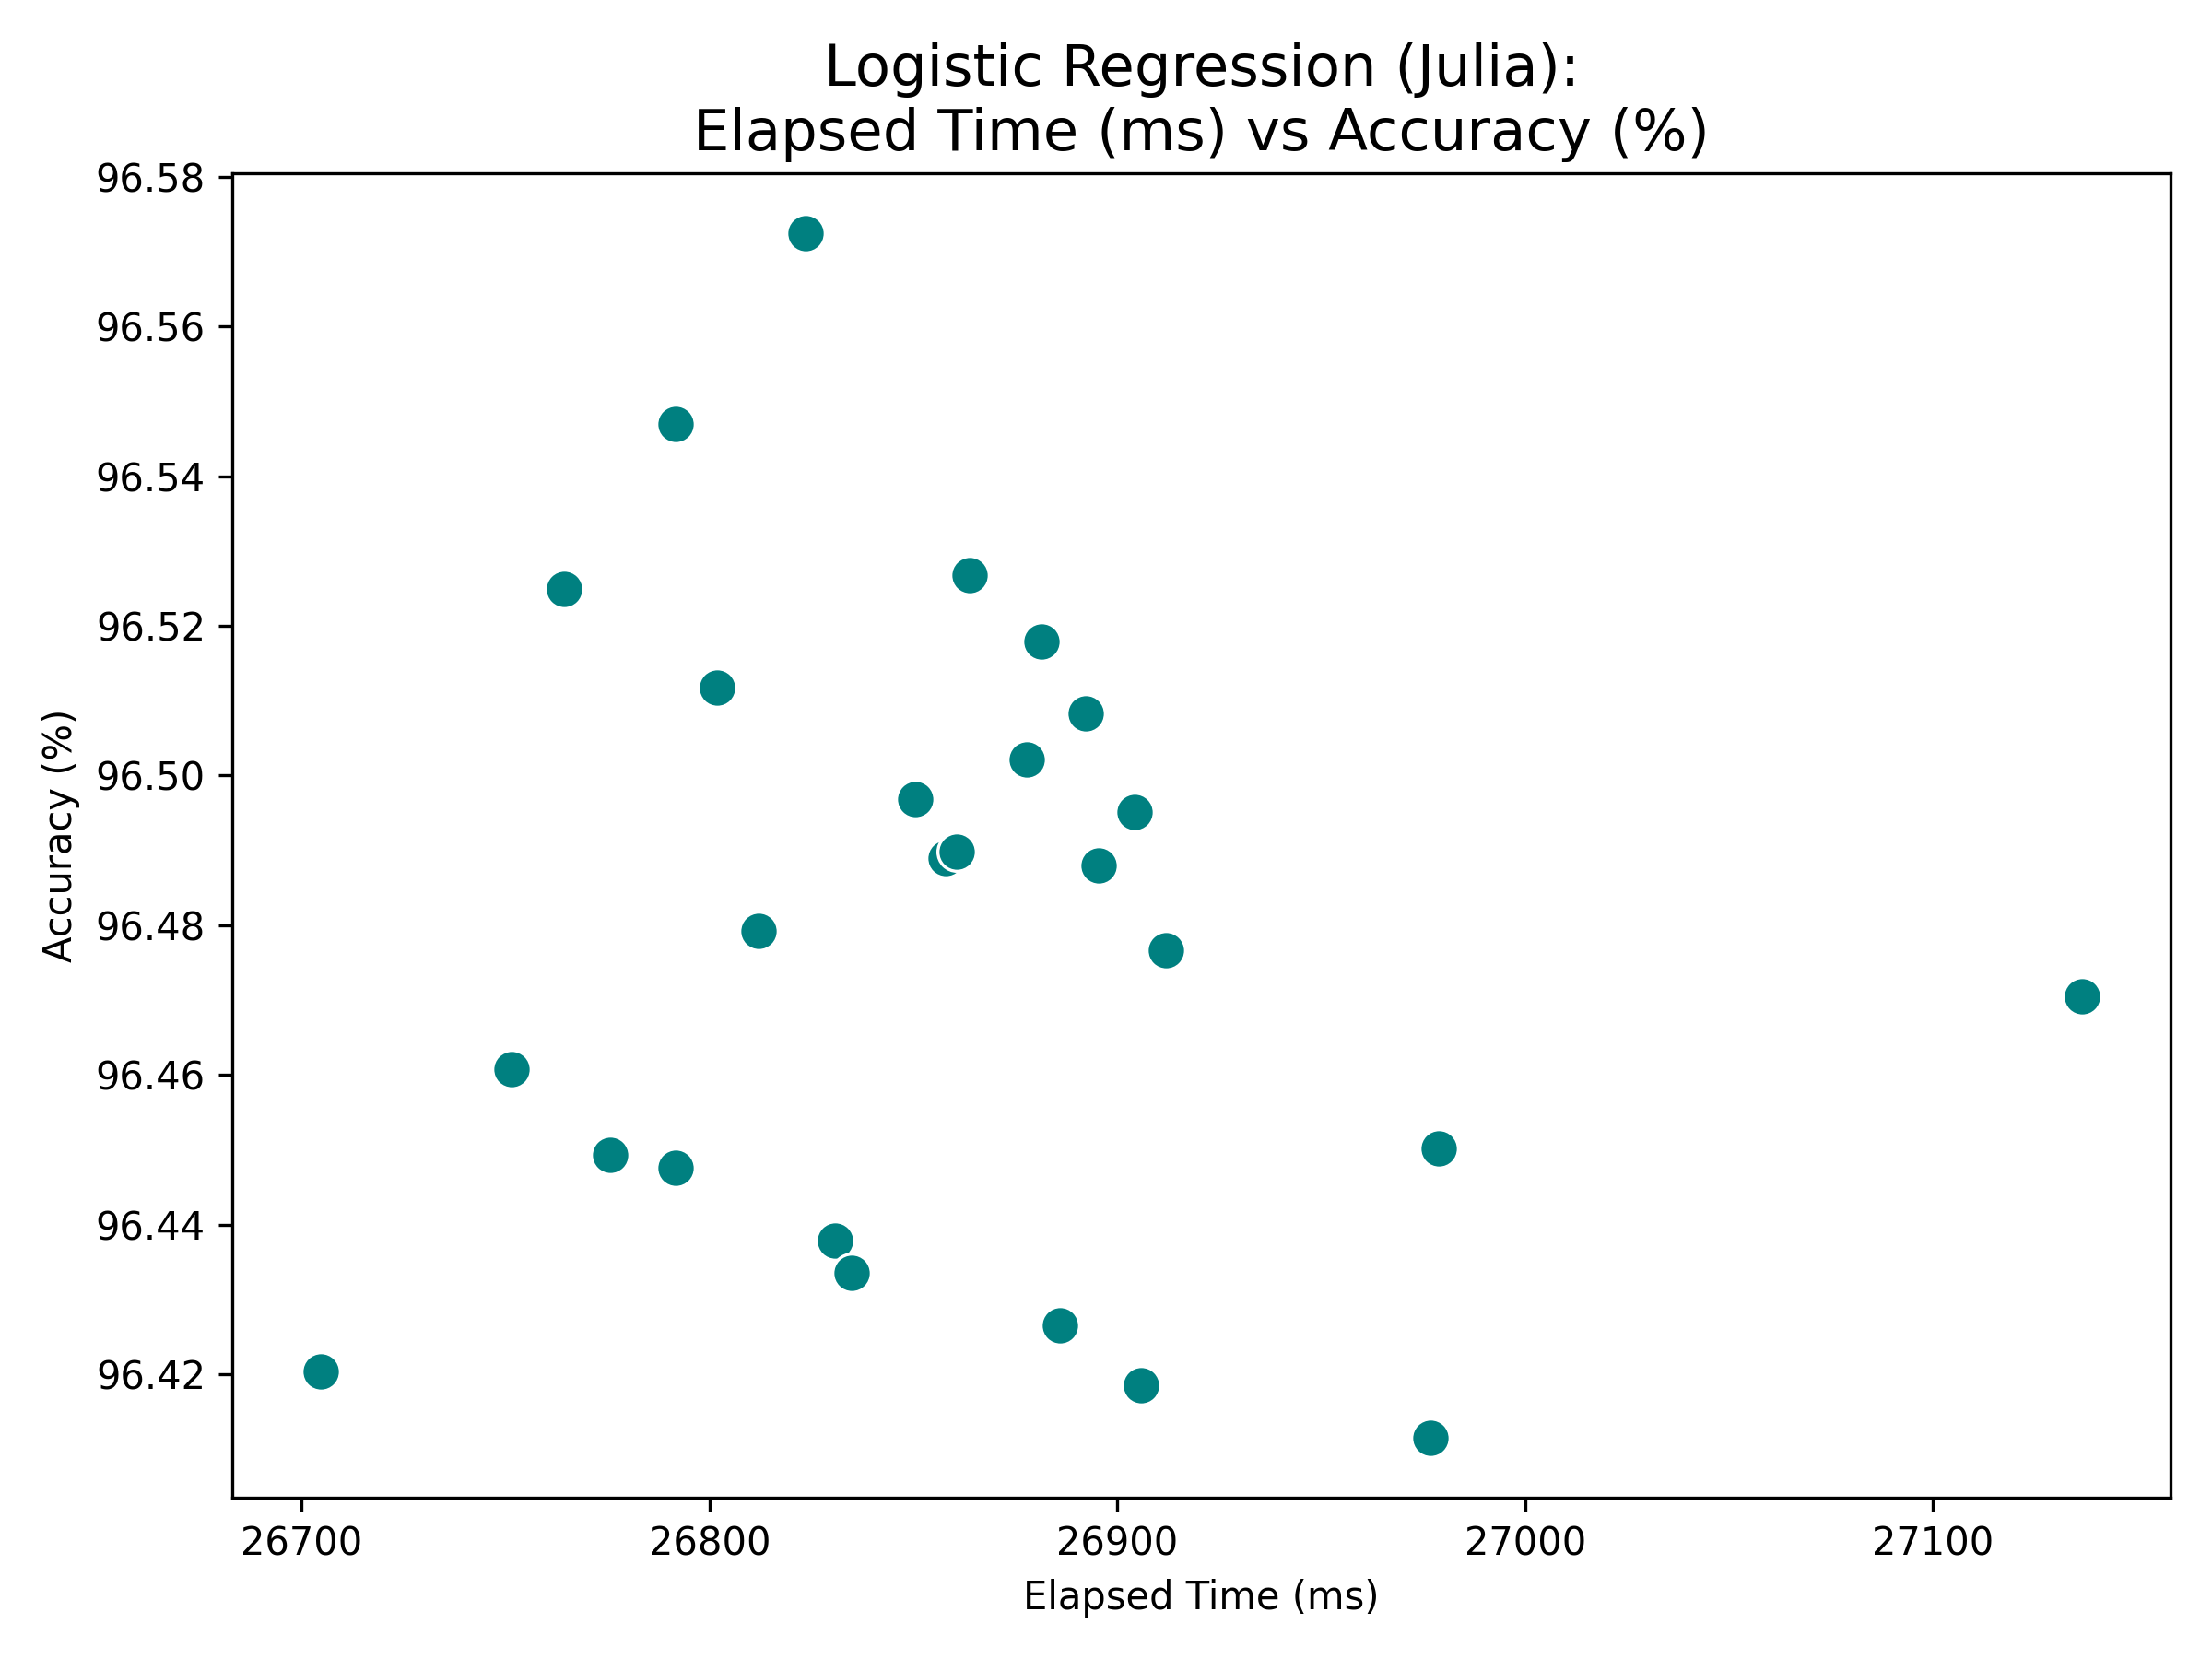 Logistic Regression (Julia):
Elapsed Time (ms) vs Accuracy (%)
96.58
96.56
96.54
96.52
96.50
96.48
96.46
96.44
96.42
Accuracy (%)
26700 26800 26900 27000 27100
Elapsed Time (ms)